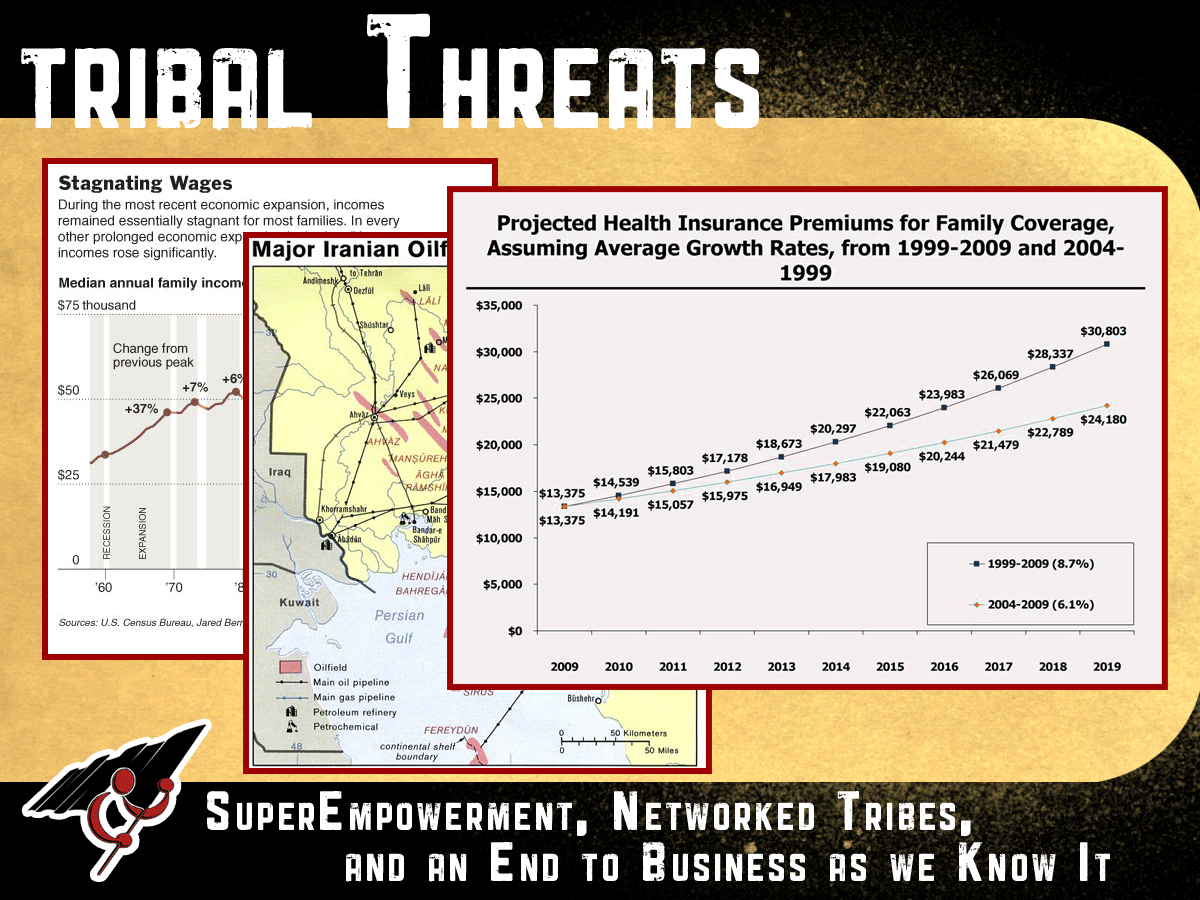 TRIBAL THREATS
Stagnating Wages
During the most recent economic expansion, incomes
remained essentially stagnant for most families. In every
other prolonged economic exp
incomes rose significantly.
Median annual family incom
$75 thousand
Change from
previous peak
$50
+37%
+7%
+6%
$25
RECESSION
EXPANSION
0
'60
'70
Sources: U.S. Census Bureau, Jared Ber
Major Iranian Oilf
to Tehrān
Andīmeshk
Dezfūl
Lālī
LĀLĪ
Shūshtar
NA
Veys
Ahvāz
AHVĀZ
MANṢŪREH
ĀGHĀ
RĀMSHĪ
Iraq
Khorramshahr
Ābādān
Band
Māh S
Bandar-e
Shāhpūr
30
HENDĪJĀ
BAHREGĀ
Kuwait
Persian
Gulf
Oilfield
Main oil pipeline
Main gas pipeline
Petroleum refinery
Petrochemical
SIRUS
Būshehr
FEREYDŪN
continental shelf
boundary
48
0 50 Kilometers
0 50 Miles
Projected Health Insurance Premiums for Family Coverage,
Assuming Average Growth Rates, from 1999-2009 and 2004-
1999
$35,000
$30,000
$25,000
$20,000
$15,000
$10,000
$5,000
$0
$13,375 $14,539 $15,803 $17,178 $18,673 $20,297 $22,063 $23,983 $26,069 $28,337 $30,803
$13,375 $14,191 $15,057 $15,975 $16,949 $17,983 $19,080 $20,244 $21,479 $22,789 $24,180
1999-2009 (8.7%)
2004-2009 (6.1%)
2009 2010 2011 2012 2013 2014 2015 2016 2017 2018 2019
SUPEREMPOWERMENT, NETWORKED TRIBES,
AND AN END TO BUSINESS AS WE KNOW IT